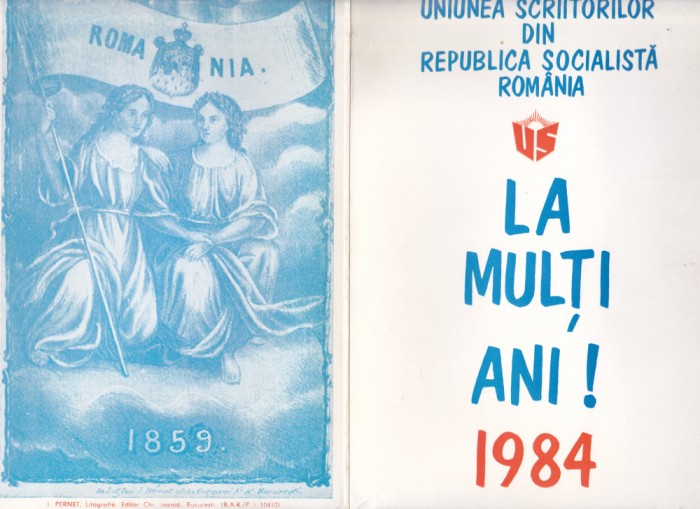 ROMA NIA.
1859.
I. PERNET, Litografie. Editor Chr. Ioanid, București. (B.A.R./P I 10810)
UNIUNEA SCRIITORILOR
DIN
REPUBLICA SOCIALISTĂ
ROMÂNIA
US
LA
MULȚI
ANI !
1984